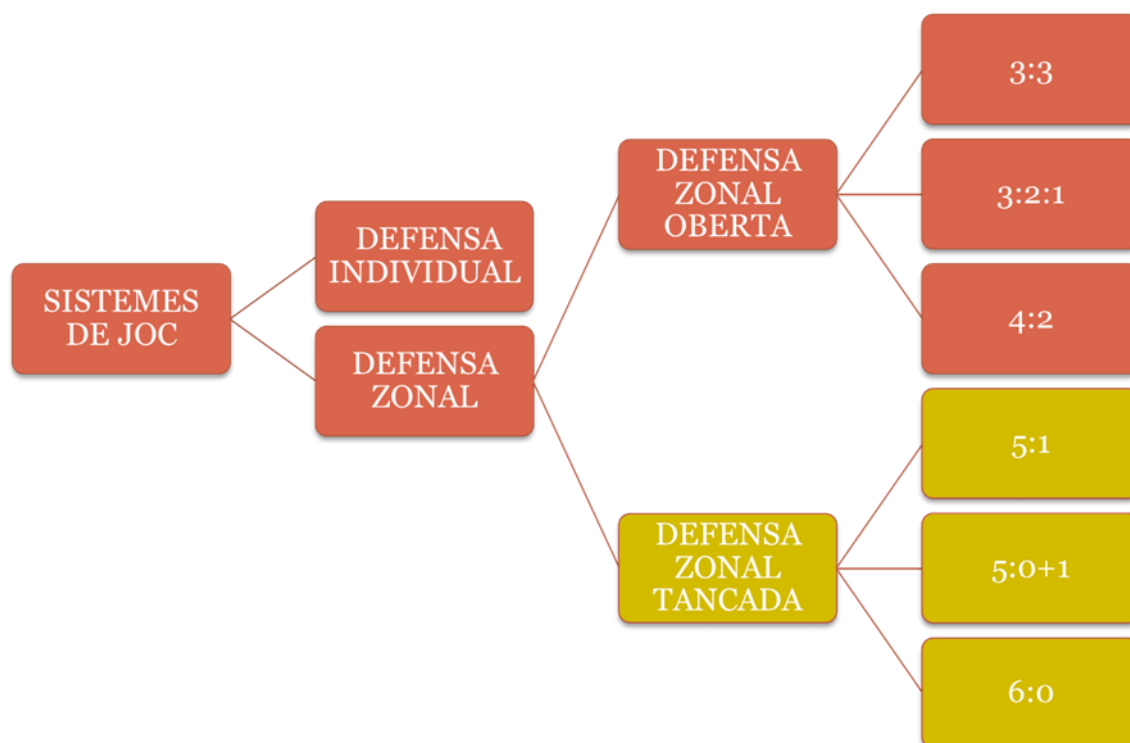 SISTEMES
DE JOC
DEFENSA
INDIVIDUAL
DEFENSA
ZONAL
DEFENSA
ZONAL
OBERTA
3:3
3:2:1
4:2
DEFENSA
ZONAL
TANCADA
5:1
5:0+1
6:0